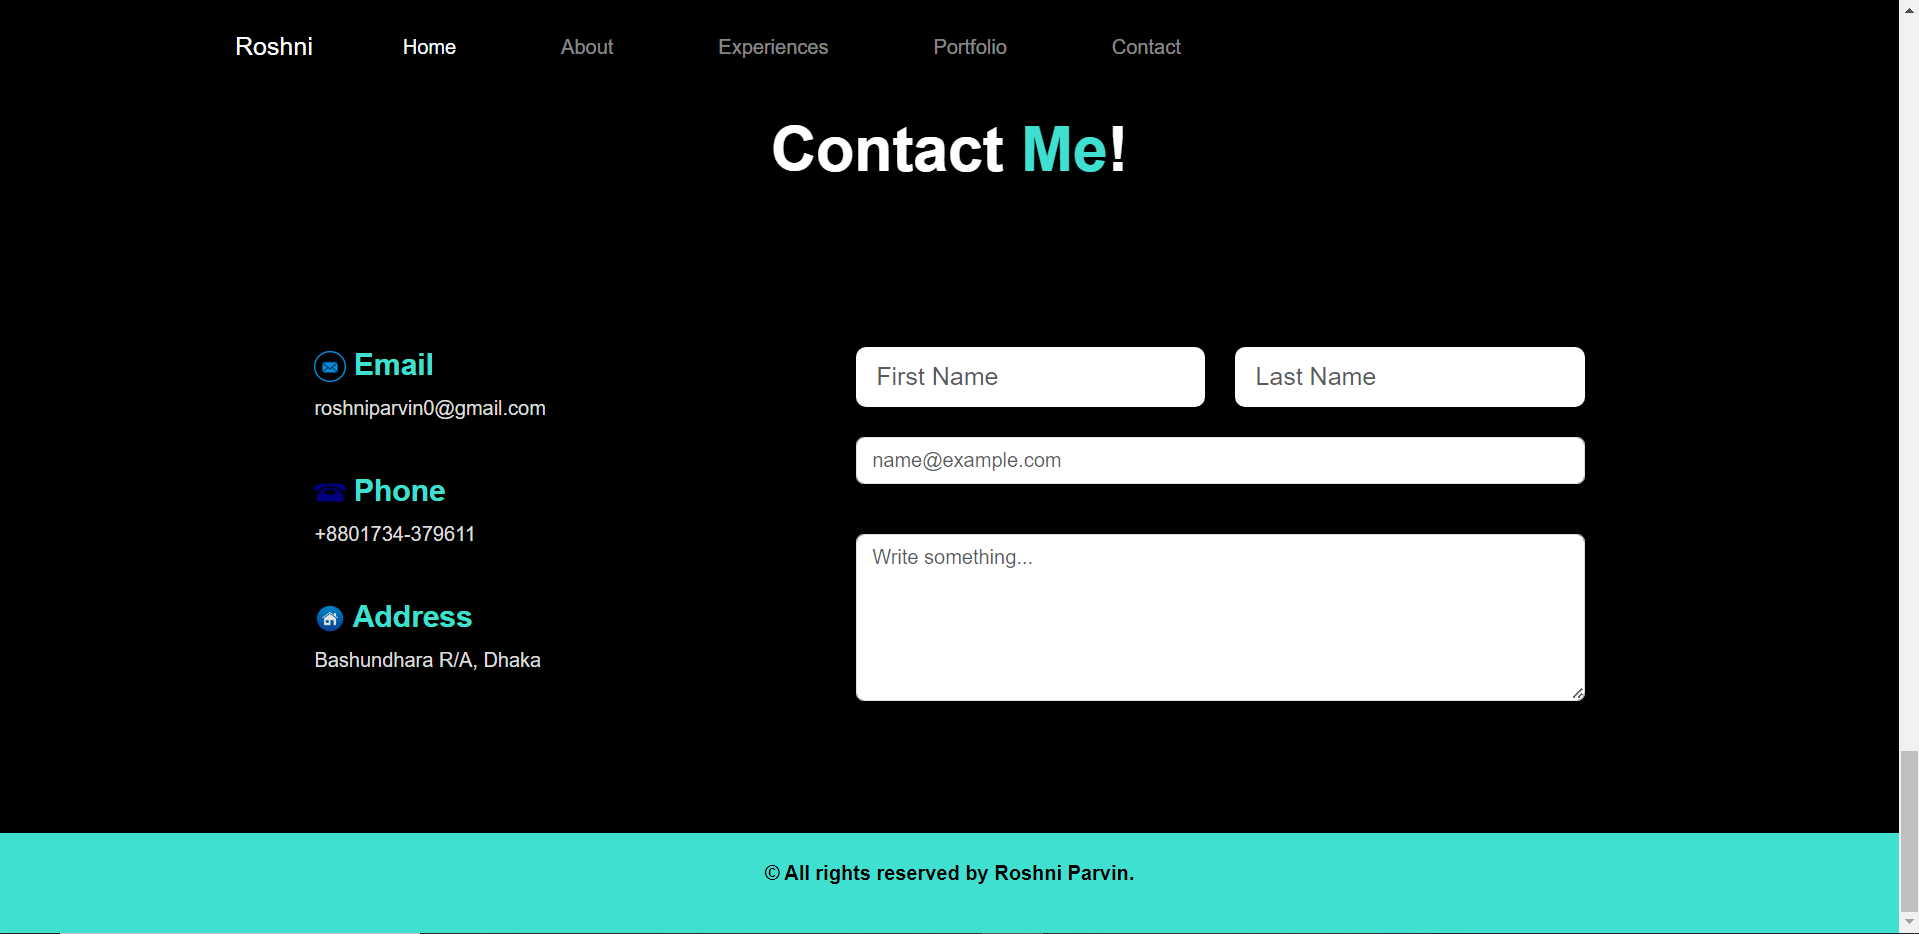 Roshni Home About Experiences Portfolio Contact
Contact Me!
Email
roshniparvin0@gmail.com
Phone
+8801734-379611
Address
Bashundhara R/A, Dhaka
First Name Last Name
name@example.com
Write something...
© All rights reserved by Roshni Parvin.